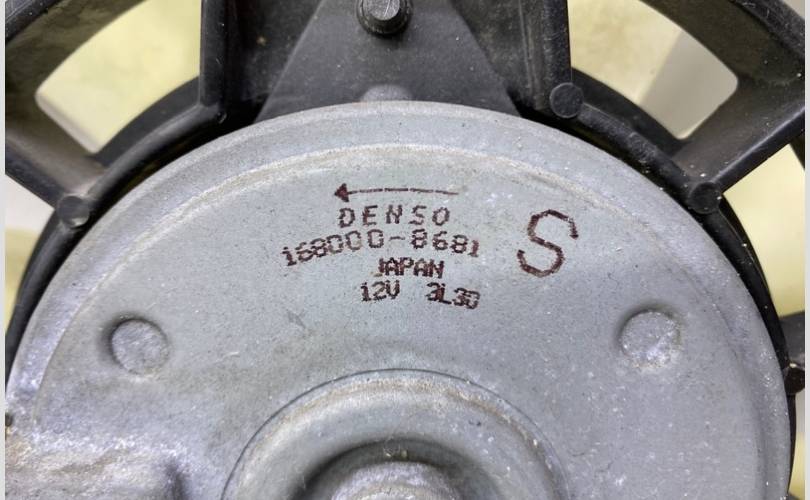 DENSO
S
168000-8681
JAPAN
12V 3L30